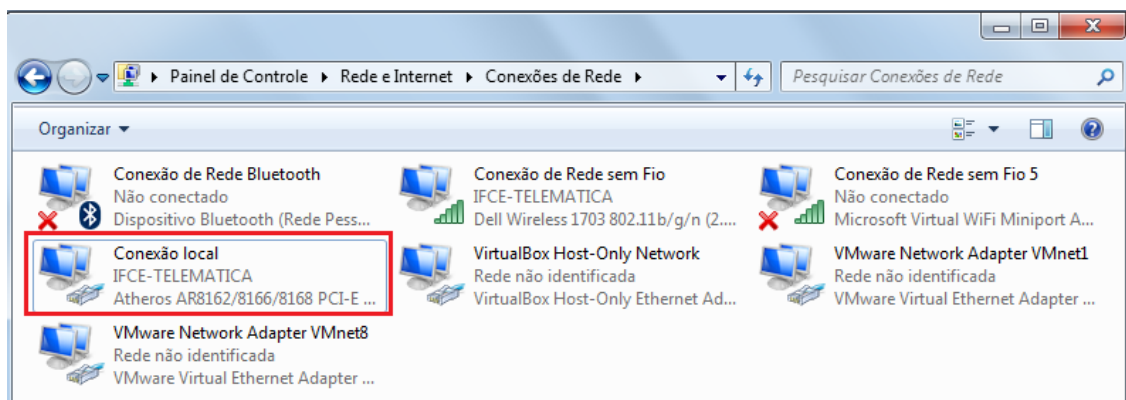 Painel de Controle ▸ Rede e Internet ▸ Conexões de Rede ▸
Pesquisar Conexões de Rede
Organizar
Conexão de Rede Bluetooth
Não conectado
Dispositivo Bluetooth (Rede Pess...
Conexão de Rede sem Fio
IFCE-TELEMATICA
Dell Wireless 1703 802.11b/g/n (2....
Conexão de Rede sem Fio 5
Não conectado
Microsoft Virtual WiFi Miniport A...
Conexão local
IFCE-TELEMATICA
Atheros AR8162/8166/8168 PCI-E ...
VirtualBox Host-Only Network
Rede não identificada
VirtualBox Host-Only Ethernet Ad...
VMware Network Adapter VMnet1
Rede não identificada
VMware Virtual Ethernet Adapter ...
VMware Network Adapter VMnet8
Rede não identificada
VMware Virtual Ethernet Adapter ...